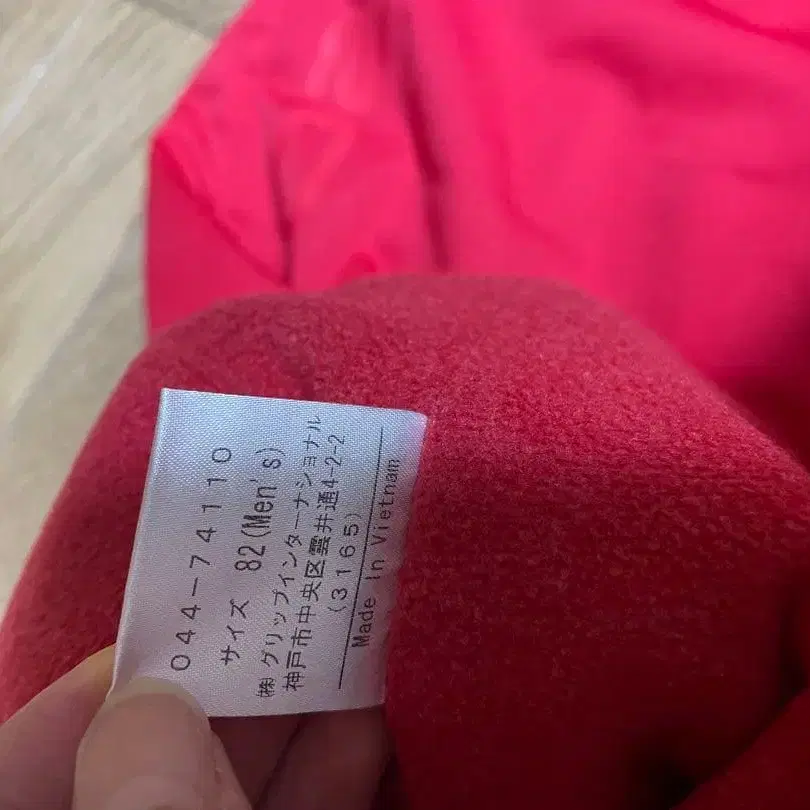 044-74110
サイズ 82(Men's)
㈱グリップインターナショナル
神戸市中央区雲井通4-2-2
(3165)
Made In Vietnam